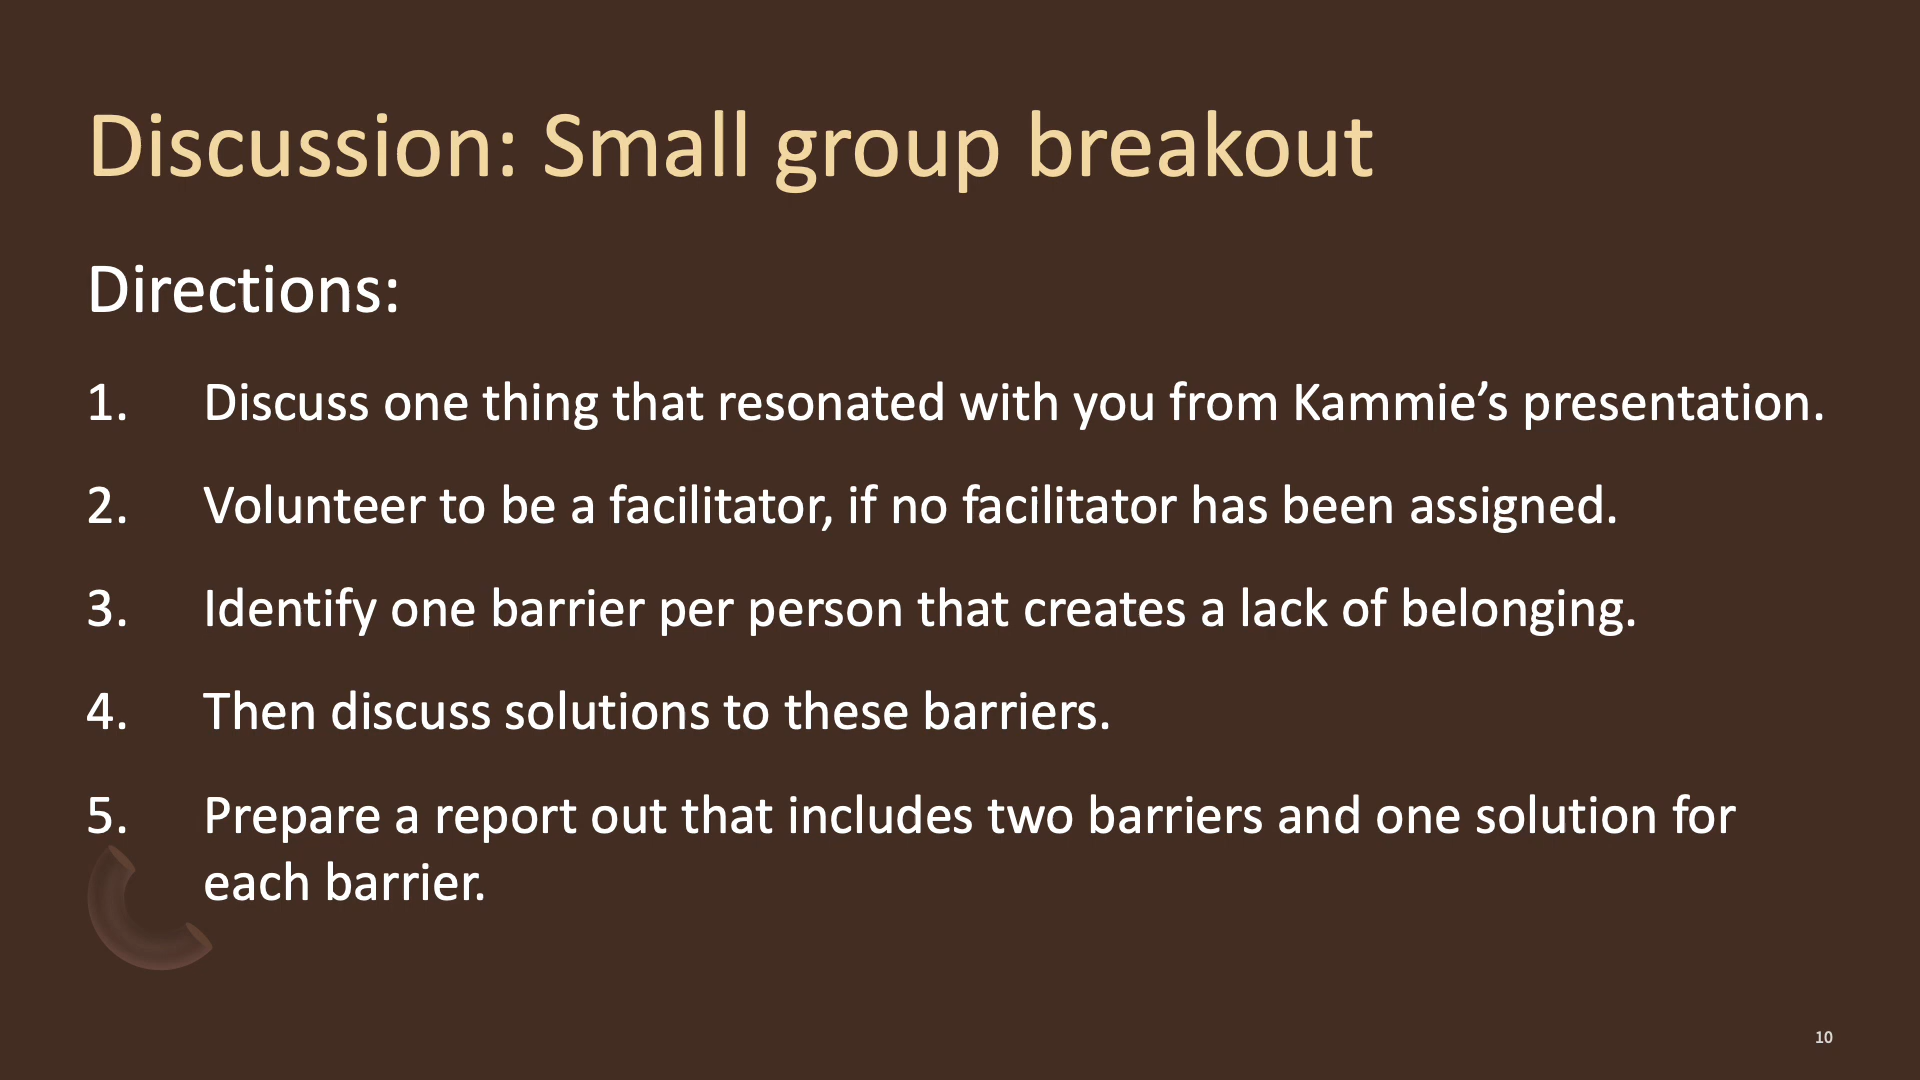 Discussion: Small group breakout
Directions:
1. Discuss one thing that resonated with you from Kammie’s presentation.
2. Volunteer to be a facilitator, if no facilitator has been assigned.
3. Identify one barrier per person that creates a lack of belonging.
4. Then discuss solutions to these barriers.
5. Prepare a report out that includes two barriers and one solution for
each barrier.
10